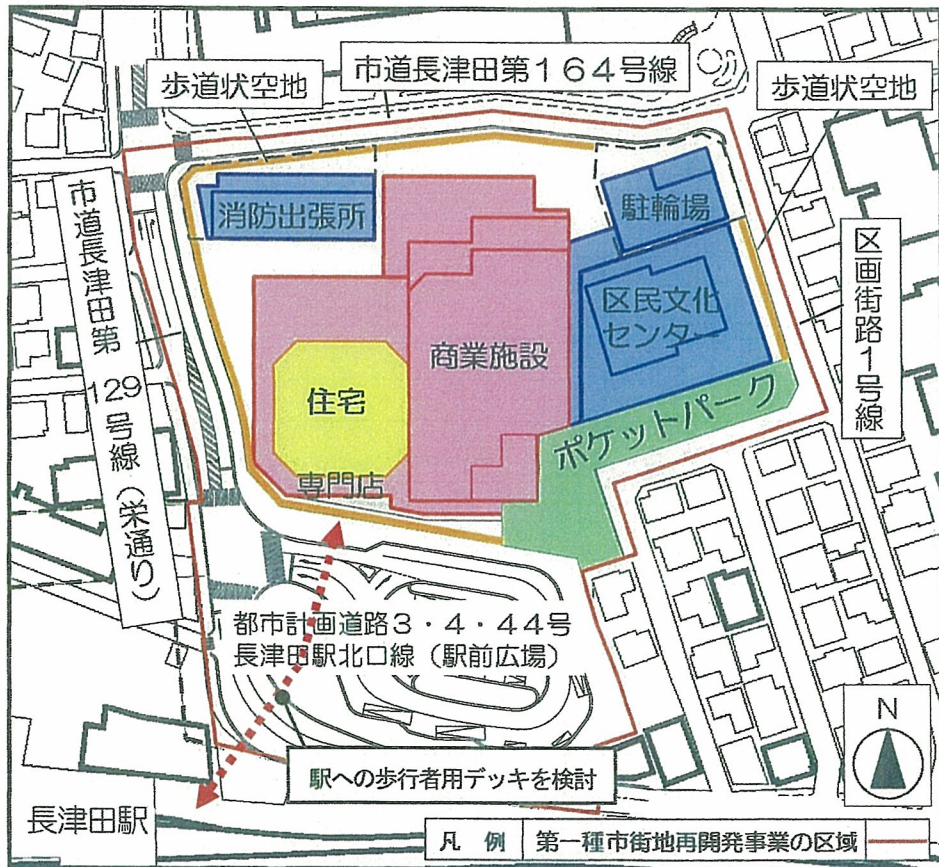 市道長津田第164号線
歩道状空地
歩道状空地
市道長津田第
129
号線(栄通り)
消防出張所
駐輪場
区画街路1号線
区民文化
センター
商業施設
住宅
ポケットパーク
専門店
都市計画道路3・4・44号
長津田駅北口線(駅前広場)
N
駅への歩行者用デッキを検討
長津田駅
凡 例 第一種市街地再開発事業の区域